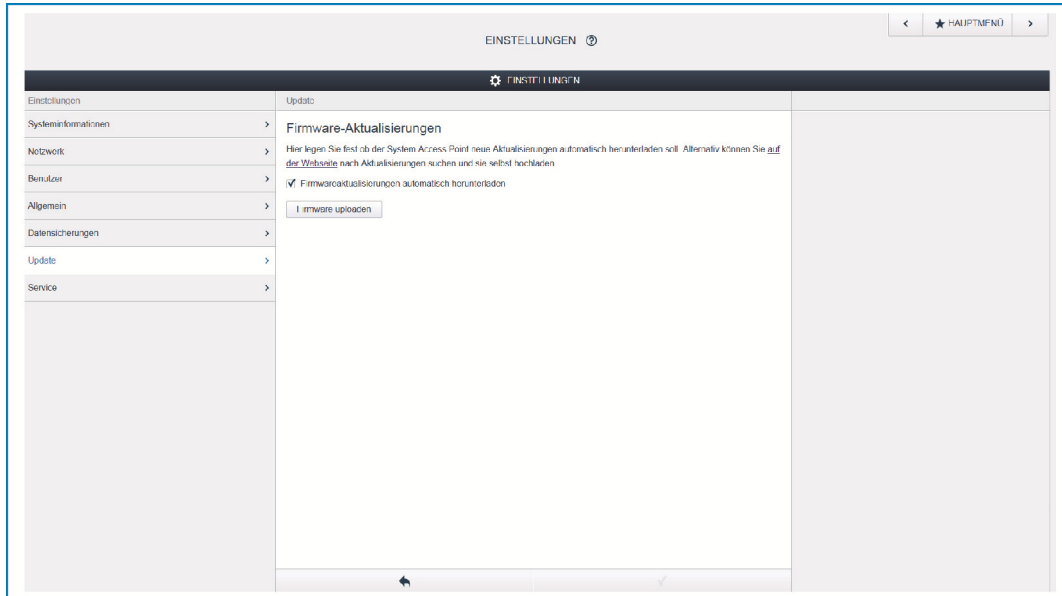 HAUPTMENÜ
EINSTELLUNGEN
EINSTELLUNGEN
Einstellungen
Update
Systeminformationen
Netzwerk
Benutzer
Allgemein
Datensicherungen
Update
Service
Firmware-Aktualisierungen
Hier legen Sie fest ob der System Access Point neue Aktualisierungen automatisch herunterladen soll. Alternativ können Sie auf
der Webseite nach Aktualisierungen suchen und sie selbst hochladen
Firmwareaktualisierungen automatisch herunterladen
Firmware uploaden